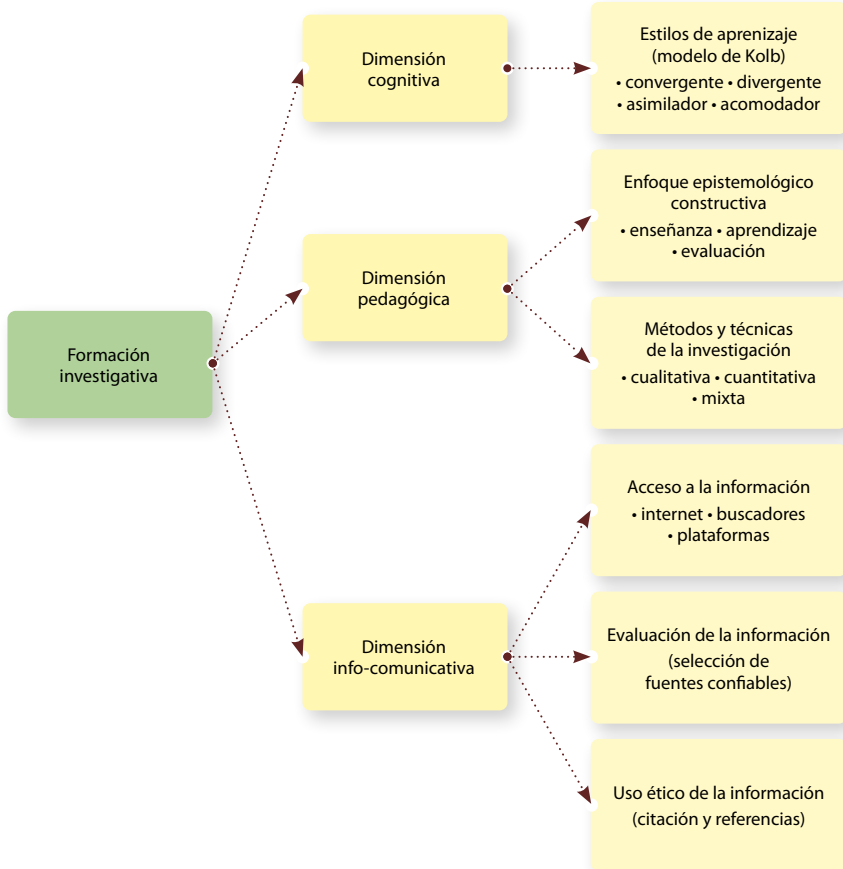 Formación
investigativa
Dimensión
cognitiva
Estilos de aprenizaje
(modelo de Kolb)
• convergente • divergente
• asimilador • acomodador
Dimensión
pedagógica
Enfoque epistemológico
constructiva
• enseñanza • aprendizaje
• evaluación
Métodos y técnicas
de la investigación
• cualitativa • cuantitativa
• mixta
Dimensión
info-comunicativa
Acceso a la información
• internet • buscadores
• plataformas
Evaluación de la información
(selección de
fuentes confiables)
Uso ético de la información
(citación y referencias)